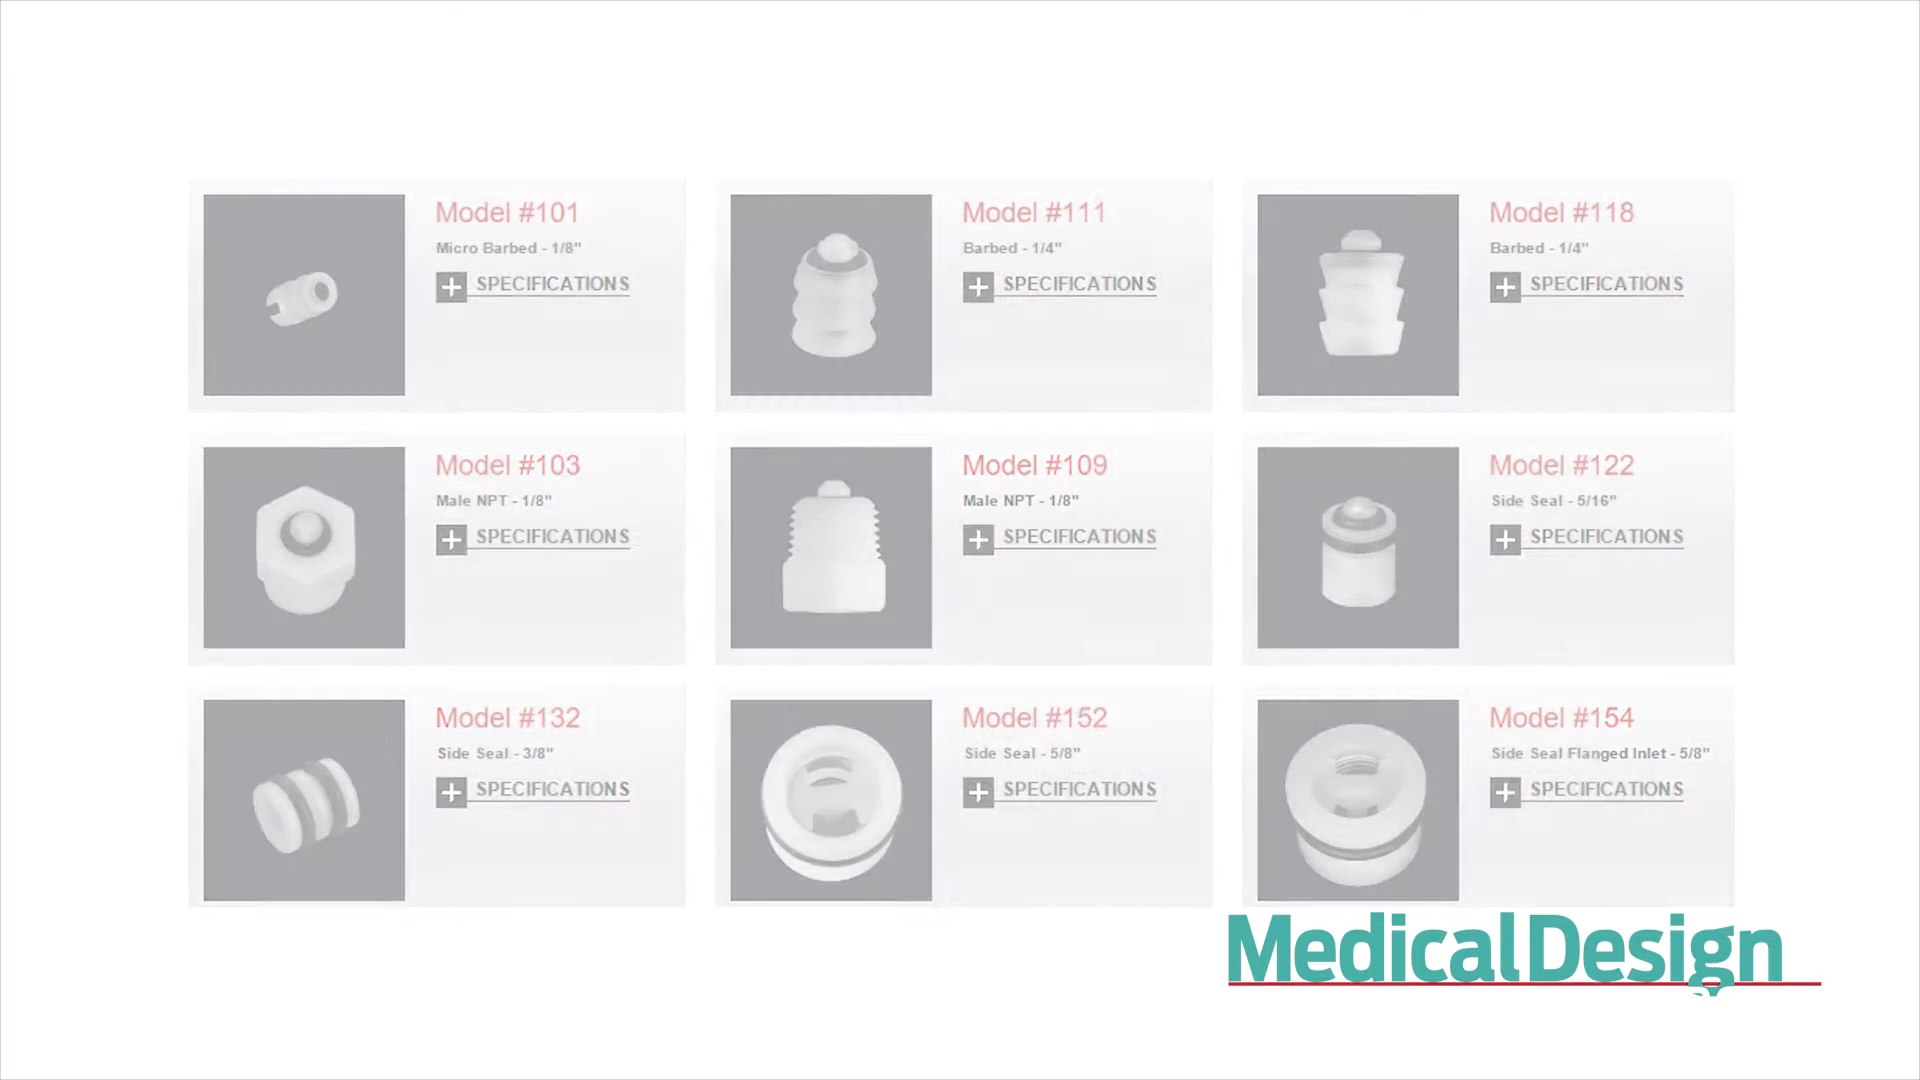 Model #101
Micro Barbed - 1/8"
SPECIFICATIONS
Model #111
Barbed - 1/4"
SPECIFICATIONS
Model #118
Barbed - 1/4"
SPECIFICATIONS
Model #103
Male NPT - 1/8"
SPECIFICATIONS
Model #109
Male NPT - 1/8"
SPECIFICATIONS
Model #122
Side Seal - 5/16"
SPECIFICATIONS
Model #132
Side Seal - 3/8"
SPECIFICATIONS
Model #152
Side Seal - 5/8"
SPECIFICATIONS
Model #154
Side Seal Flanged Inlet - 5/8"
SPECIFICATIONS
MedicalDesign